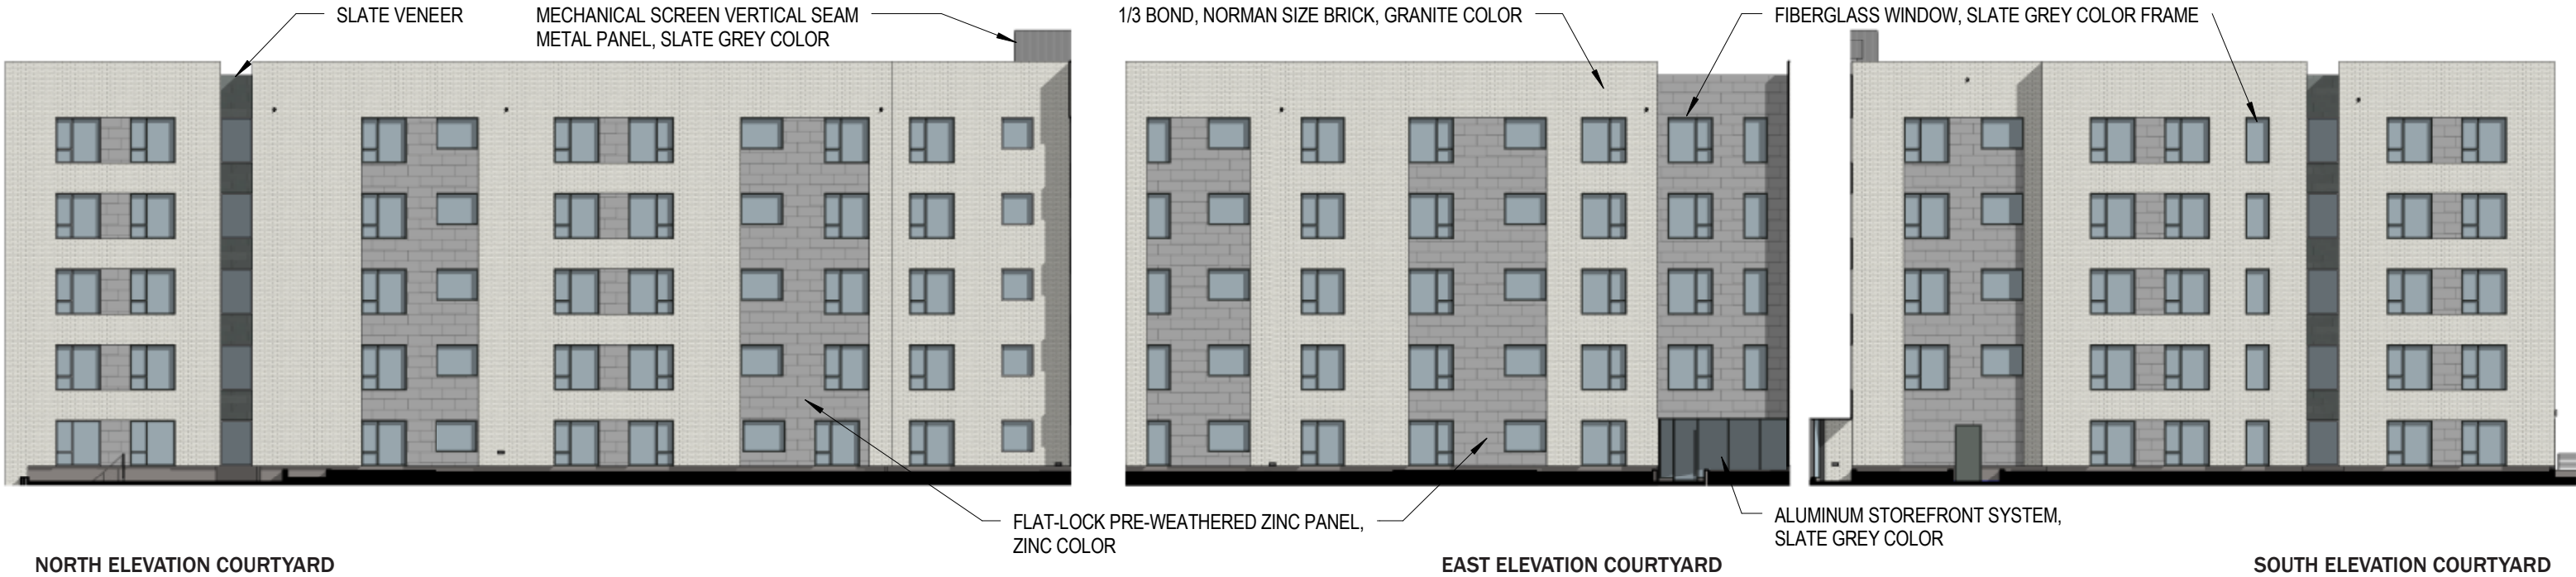 SLATE VENEER
MECHANICAL SCREEN VERTICAL SEAM
METAL PANEL, SLATE GREY COLOR
1/3 BOND, NORMAN SIZE BRICK, GRANITE COLOR
FIBERGLASS WINDOW, SLATE GREY COLOR FRAME
FLAT-LOCK PRE-WEATHERED ZINC PANEL,
ZINC COLOR
ALUMINUM STOREFRONT SYSTEM,
SLATE GREY COLOR
NORTH ELEVATION COURTYARD
EAST ELEVATION COURTYARD
SOUTH ELEVATION COURTYARD